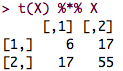 > t(X) %*% X
[,1] [,2]
[1,] 6 17
[2,] 17 55